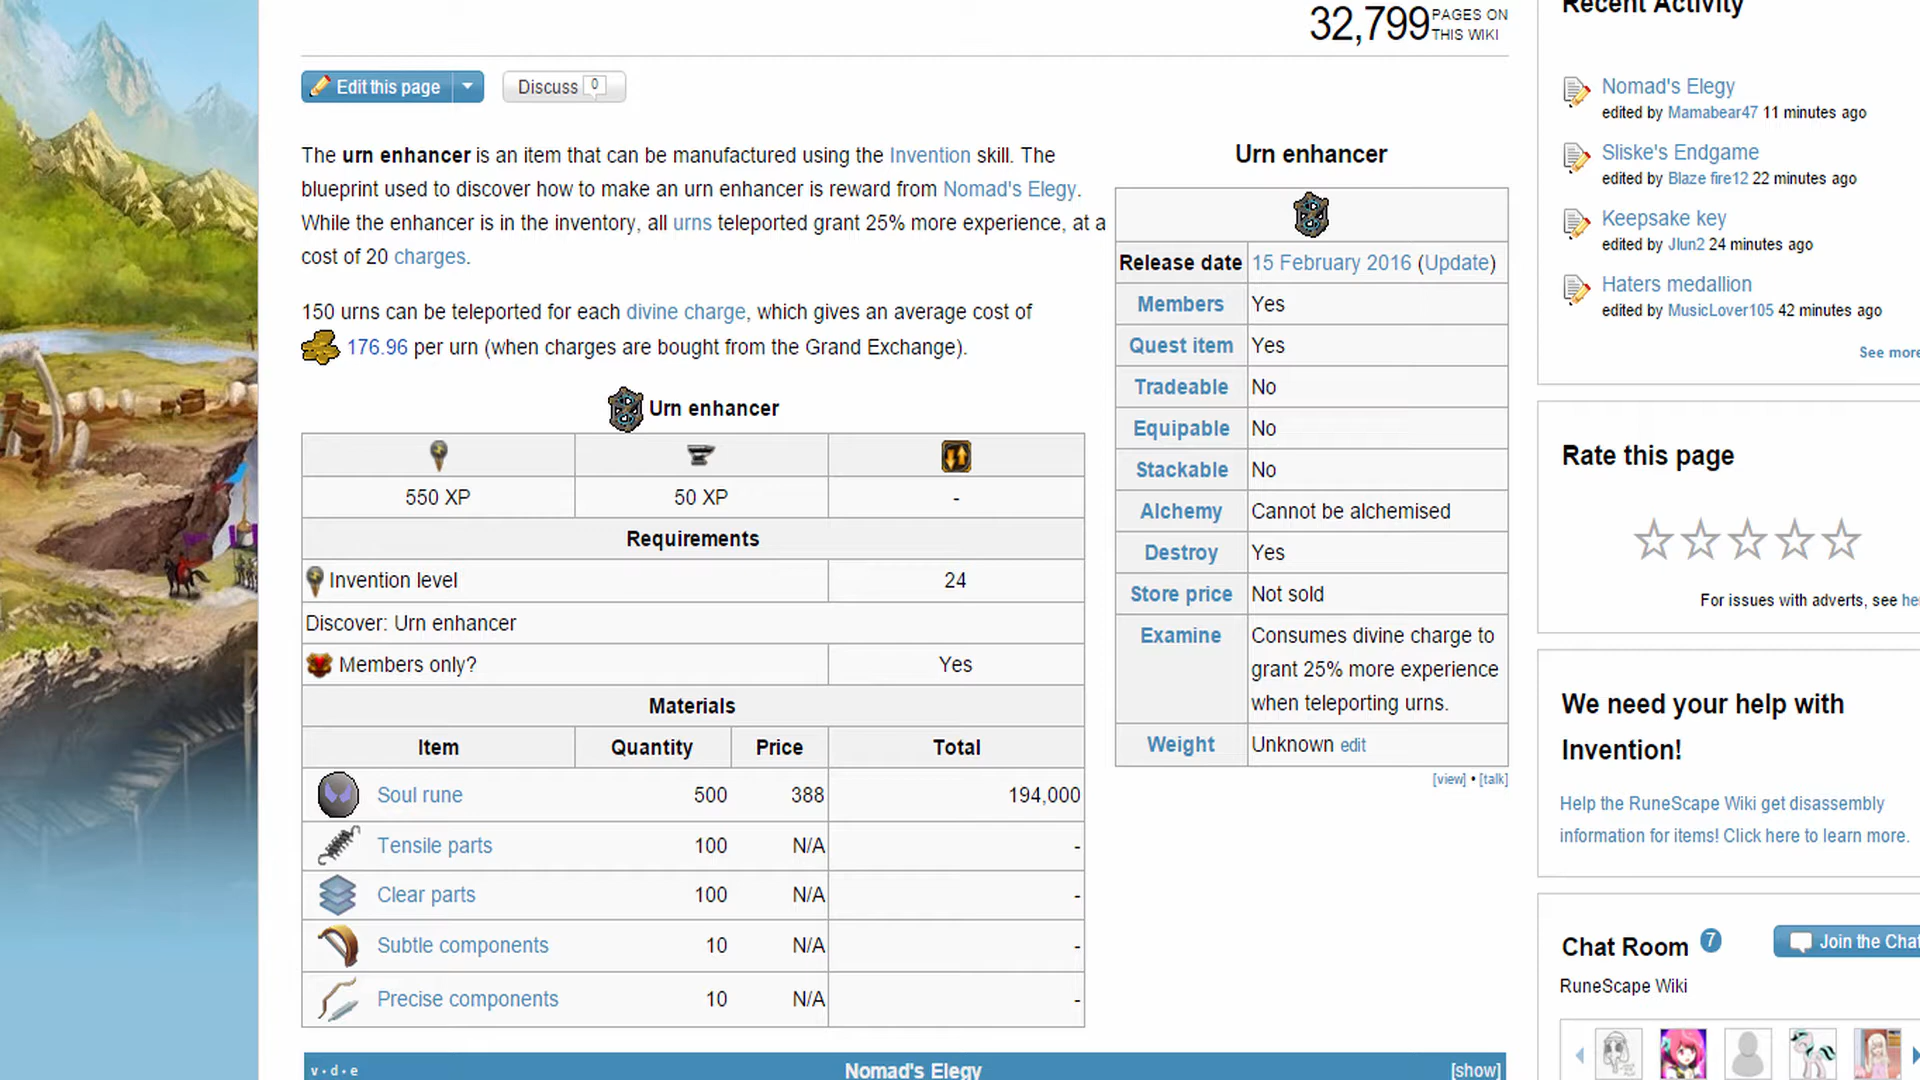 32,799 PAGES ON
THIS WIKI
Edit this page
Discuss 0
The urn enhancer is an item that can be manufactured using the Invention skill. The
blueprint used to discover how to make an urn enhancer is reward from Nomad's Elegy.
While the enhancer is in the inventory, all urns teleported grant 25% more experience, at a
cost of 20 charges.
150 urns can be teleported for each divine charge, which gives an average cost of
176.96 per urn (when charges are bought from the Grand Exchange).
Urn enhancer
550 XP 50 XP -
Requirements
Invention level 24
Discover: Urn enhancer
Members only? Yes
Materials
Item Quantity Price Total
Soul rune 500 388 194,000
Tensile parts 100 N/A -
Clear parts 100 N/A -
Subtle components 10 N/A -
Precise components 10 N/A -
v · d · e Nomad's Elegy [show]
Urn enhancer
Release date 15 February 2016 (Update)
Members Yes
Quest item Yes
Tradeable No
Equipable No
Stackable No
Alchemy Cannot be alchemised
Destroy Yes
Store price Not sold
Examine Consumes divine charge to
grant 25% more experience
when teleporting urns.
Weight Unknown edit
[view] • [talk]
Recent Activity
Nomad's Elegy
edited by Mamabear47 11 minutes ago
Sliske's Endgame
edited by Blaze fire12 22 minutes ago
Keepsake key
edited by Jlun2 24 minutes ago
Haters medallion
edited by MusicLover105 42 minutes ago
See more
Rate this page
For issues with adverts, see he
We need your help with
Invention!
Help the RuneScape Wiki get disassembly
information for items! Click here to learn more.
Chat Room 7
Join the Chat
RuneScape Wiki